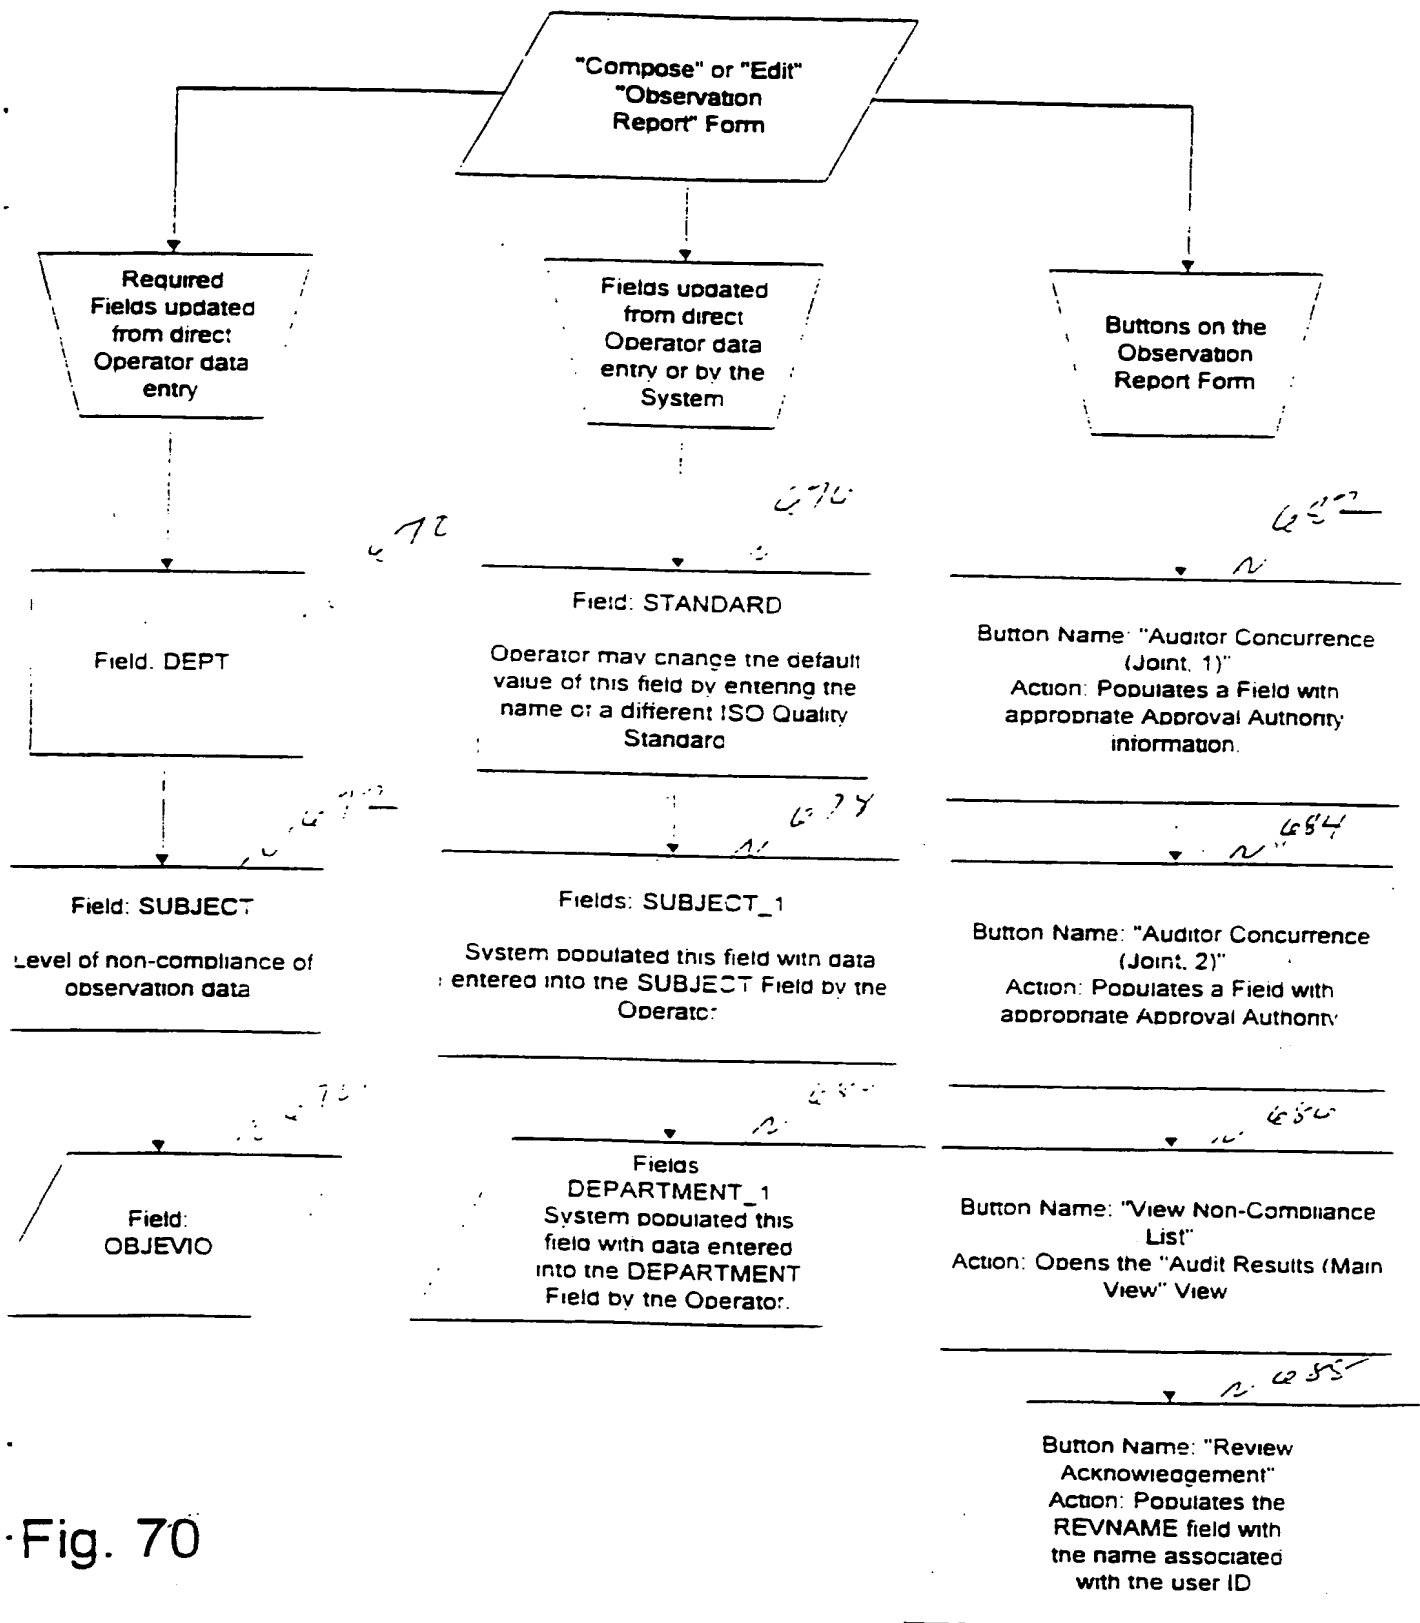 "Compose" or "Edit"
"Observation
Report" Form
Required
Fields updated
from direct
Operator data
entry
Fields updated
from direct
Operator data
entry or by the
System
Buttons on the
Observation
Report Form
672
Field. DEPT
Field: SUBJECT
Level of non-compliance of
observation data
Field:
OBJEVIO
Field: STANDARD
Operator may change the default
value of this field by entering the
name of a different ISO Quality
Standard
678
Fields: SUBJECT_1
System populated this field with data
entered into the SUBJECT Field by the
Operator
Fields
DEPARTMENT_1
System populated this
field with data entered
into the DEPARTMENT
Field by the Operator.
Button Name: "Auditor Concurrence
(Joint. 1)"
Action: Populates a Field with
appropriate Approval Authority
information.
684
Button Name: "Auditor Concurrence
(Joint. 2)"
Action: Populates a Field with
appropriate Approval Authority
Button Name: "View Non-Compliance
List"
Action: Opens the "Audit Results (Main
View" View
685
Button Name: "Review
Acknowledgement"
Action: Populates the
REVNAME field with
the name associated
with the user ID
Fig. 70